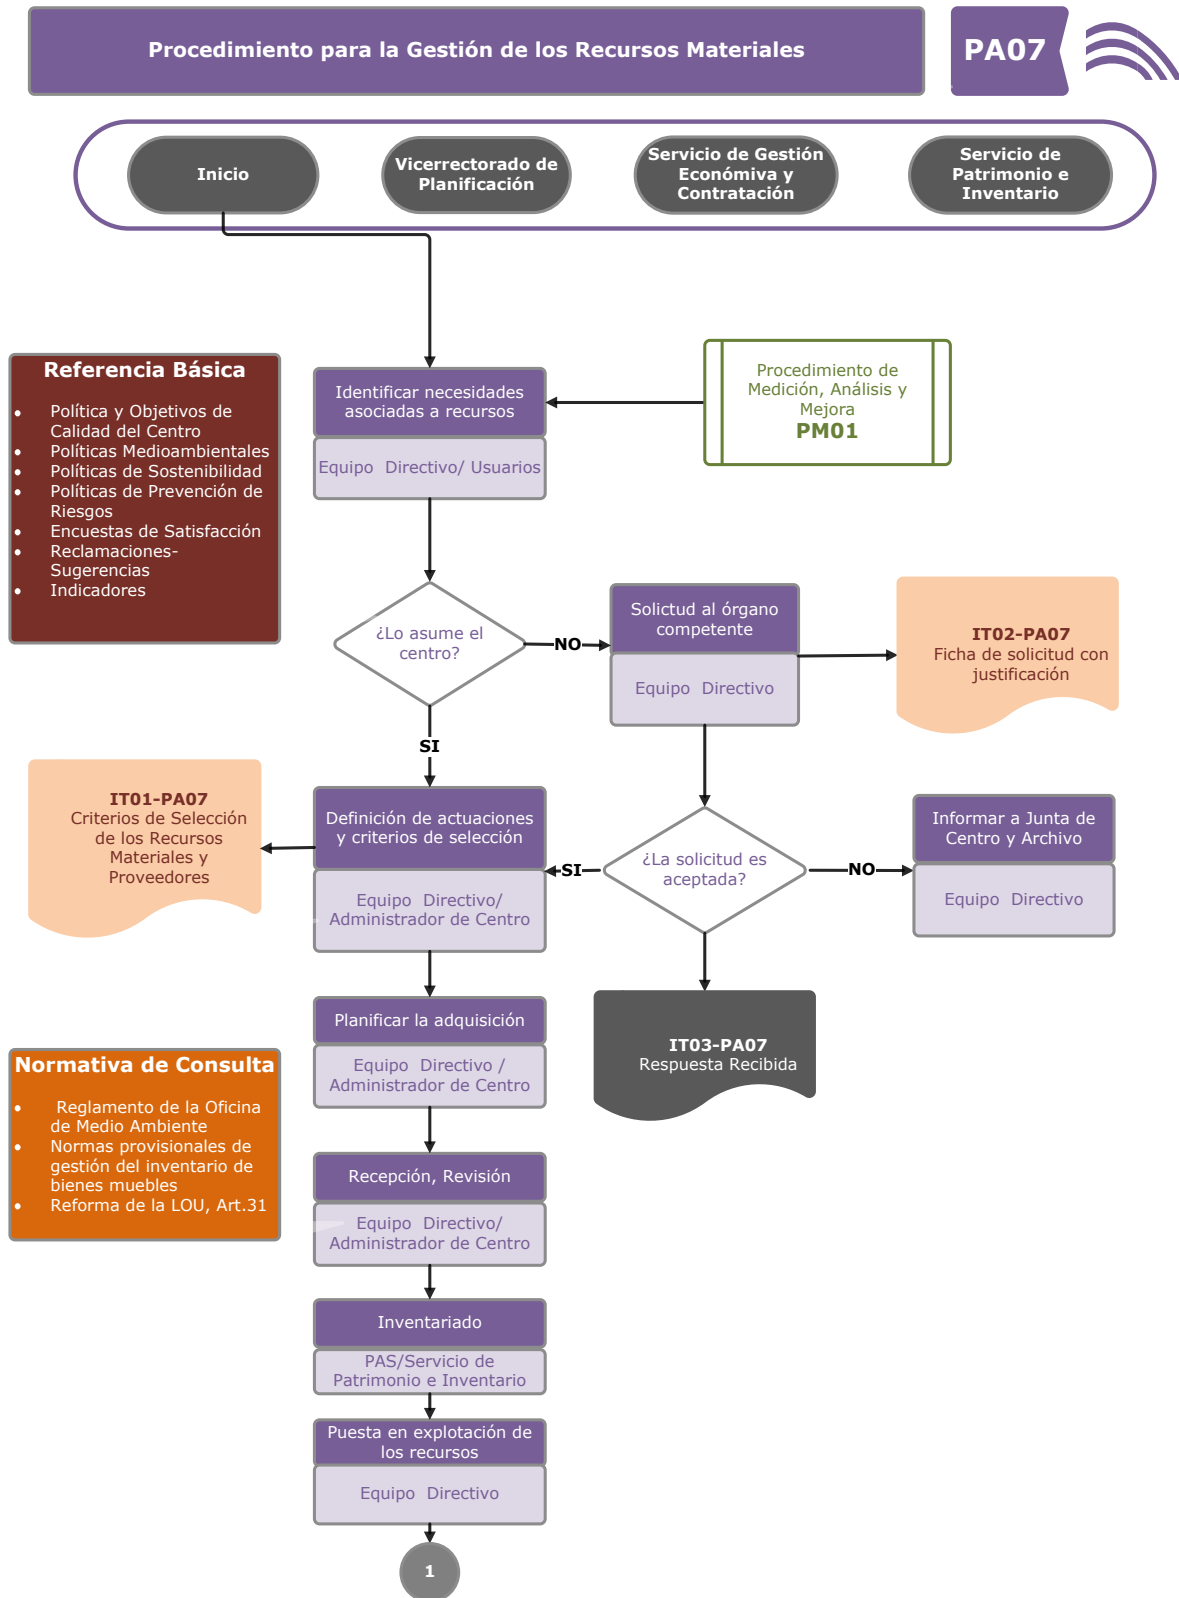 Procedimiento para la Gestión de los Recursos Materiales
PA07
Inicio
Vicerrectorado de
Planificación
Servicio de Gestión
Económiva y
Contratación
Servicio de
Patrimonio e
Inventario
Referencia Básica
• Política y Objetivos de
Calidad del Centro
• Políticas Medioambientales
• Políticas de Sostenibilidad
• Políticas de Prevención de
Riesgos
• Encuestas de Satisfacción
• Reclamaciones-
Sugerencias
• Indicadores
Identificar necesidades
asociadas a recursos
Equipo Directivo/ Usuarios
Procedimiento de
Medición, Análisis y
Mejora
PM01
¿Lo asume el
centro?
NO
Solictud al órgano
competente
Equipo Directivo
IT02-PA07
Ficha de solicitud con
justificación
SI
IT01-PA07
Criterios de Selección
de los Recursos
Materiales y
Proveedores
Definición de actuaciones
y criterios de selección
Equipo Directivo/
Administrador de Centro
SI
¿La solicitud es
aceptada?
NO
Informar a Junta de
Centro y Archivo
Equipo Directivo
Planificar la adquisición
Equipo Directivo /
Administrador de Centro
IT03-PA07
Respuesta Recibida
Normativa de Consulta
• Reglamento de la Oficina
de Medio Ambiente
• Normas provisionales de
gestión del inventario de
bienes muebles
• Reforma de la LOU, Art.31
Recepción, Revisión
Equipo Directivo/
Administrador de Centro
Inventariado
PAS/Servicio de
Patrimonio e Inventario
Puesta en explotación de
los recursos
Equipo Directivo
1